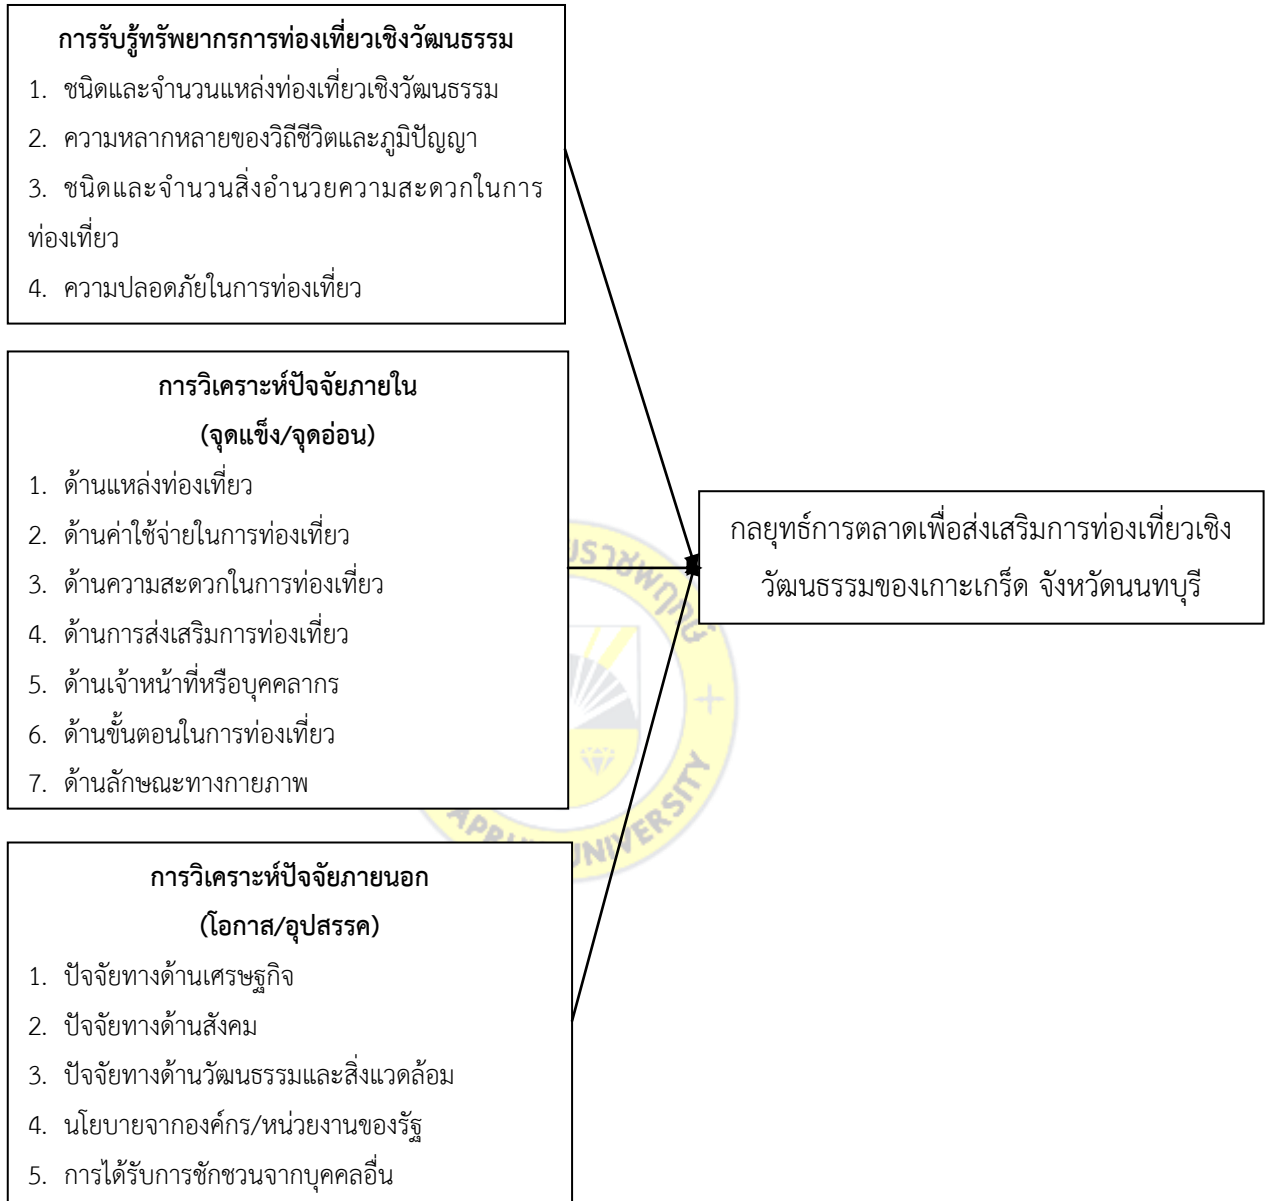 การรับรู้ทรัพยากรการท่องเที่ยวเชิงวัฒนธรรม
1. ชนิดและจำนวนแหล่งท่องเที่ยวเชิงวัฒนธรรม
2. ความหลากหลายของวิถีชีวิตและภูมิปัญญา
3. ชนิดและจำนวนสิ่งอำนวยความสะดวกในการ
ท่องเที่ยว
4. ความปลอดภัยในการท่องเที่ยว
การวิเคราะห์ปัจจัยภายใน
(จุดแข็ง/จุดอ่อน)
1. ด้านแหล่งท่องเที่ยว
2. ด้านค่าใช้จ่ายในการท่องเที่ยว
3. ด้านความสะดวกในการท่องเที่ยว
4. ด้านการส่งเสริมการท่องเที่ยว
5. ด้านเจ้าหน้าที่หรือบุคคลากร
6. ด้านขั้นตอนในการท่องเที่ยว
7. ด้านลักษณะทางกายภาพ
การวิเคราะห์ปัจจัยภายนอก
(โอกาส/อุปสรรค)
1. ปัจจัยทางด้านเศรษฐกิจ
2. ปัจจัยทางด้านสังคม
3. ปัจจัยทางด้านวัฒนธรรมและสิ่งแวดล้อม
4. นโยบายจากองค์กร/หน่วยงานของรัฐ
5. การได้รับการชักชวนจากบุคคลอื่น
กลยุทธ์การตลาดเพื่อส่งเสริมการท่องเที่ยวเชิง
วัฒนธรรมของเกาะเกร็ด จังหวัดนนทบุรี
UNIVERSITY